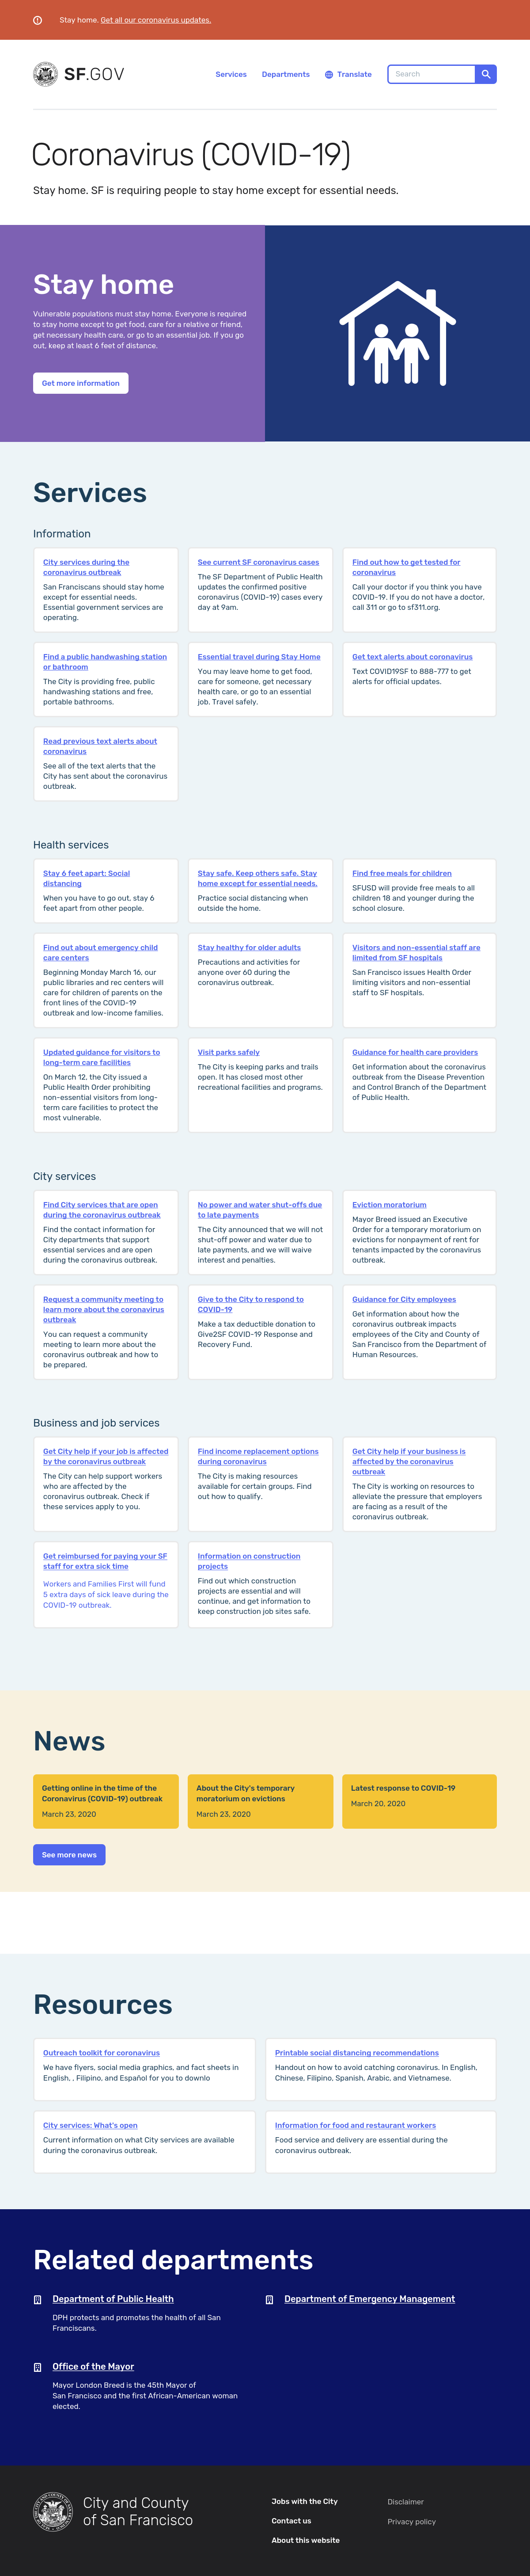 Stay home. Get all our coronavirus updates.
SF.GOV
Services
Departments
Translate
Search
Coronavirus (COVID-19)
Stay home. SF is requiring people to stay home except for essential needs.
Stay home
Vulnerable populations must stay home. Everyone is required
to stay home except to get food, care for a relative or friend,
get necessary health care, or go to an essential job. If you go
out, keep at least 6 feet of distance.
Get more information
Services
Information
City services during the
coronavirus outbreak
San Franciscans should stay home
except for essential needs.
Essential government services are
operating.
See current SF coronavirus cases
The SF Department of Public Health
updates the confirmed positive
coronavirus (COVID-19) cases every
day at 9am.
Find out how to get tested for
coronavirus
Call your doctor if you think you have
COVID-19. If you do not have a doctor,
call 311 or go to sf311.org.
Find a public handwashing station
or bathroom
The City is providing free, public
handwashing stations and free,
portable bathrooms.
Essential travel during Stay Home
You may leave home to get food,
care for someone, get necessary
health care, or go to an essential
job. Travel safely.
Get text alerts about coronavirus
Text COVID19SF to 888-777 to get
alerts for official updates.
Read previous text alerts about
coronavirus
See all of the text alerts that the
City has sent about the coronavirus
outbreak.
Health services
Stay 6 feet apart: Social
distancing
When you have to go out, stay 6
feet apart from other people.
Stay safe. Keep others safe. Stay
home except for essential needs.
Practice social distancing when
outside the home.
Find free meals for children
SFUSD will provide free meals to all
children 18 and younger during the
school closure.
Find out about emergency child
care centers
Beginning Monday March 16, our
public libraries and rec centers will
care for children of parents on the
front lines of the COVID-19
outbreak and low-income families.
Stay healthy for older adults
Precautions and activities for
anyone over 60 during the
coronavirus outbreak.
Visitors and non-essential staff are
limited from SF hospitals
San Francisco issues Health Order
limiting visitors and non-essential
staff to SF hospitals.
Updated guidance for visitors to
long-term care facilities
On March 12, the City issued a
Public Health Order prohibiting
non-essential visitors from long-
term care facilities to protect the
most vulnerable.
Visit parks safely
The City is keeping parks and trails
open. It has closed most other
recreational facilities and programs.
Guidance for health care providers
Get information about the coronavirus
outbreak from the Disease Prevention
and Control Branch of the Department
of Public Health.
City services
Find City services that are open
during the coronavirus outbreak
Find the contact information for
City departments that support
essential services and are open
during the coronavirus outbreak.
No power and water shut-offs due
to late payments
The City announced that we will not
shut-off power and water due to
late payments, and we will waive
interest and penalties.
Eviction moratorium
Mayor Breed issued an Executive
Order for a temporary moratorium on
evictions for nonpayment of rent for
tenants impacted by the coronavirus
outbreak.
Request a community meeting to
learn more about the coronavirus
outbreak
You can request a community
meeting to learn more about the
coronavirus outbreak and how to
be prepared.
Give to the City to respond to
COVID-19
Make a tax deductible donation to
Give2SF COVID-19 Response and
Recovery Fund.
Guidance for City employees
Get information about how the
coronavirus outbreak impacts
employees of the City and County of
San Francisco from the Department of
Human Resources.
Business and job services
Get City help if your job is affected
by the coronavirus outbreak
The City can help support workers
who are affected by the
coronavirus outbreak. Check if
these services apply to you.
Find income replacement options
during coronavirus
The City is making resources
available for certain groups. Find
out how to qualify.
Get City help if your business is
affected by the coronavirus
outbreak
The City is working on resources to
alleviate the pressure that employers
are facing as a result of the
coronavirus outbreak.
Get reimbursed for paying your SF
staff for extra sick time
Workers and Families First will fund
5 extra days of sick leave during the
COVID-19 outbreak.
Information on construction
projects
Find out which construction
projects are essential and will
continue, and get information to
keep construction job sites safe.
News
Getting online in the time of the
Coronavirus (COVID-19) outbreak
March 23, 2020
About the City's temporary
moratorium on evictions
March 23, 2020
Latest response to COVID-19
March 20, 2020
See more news
Resources
Outreach toolkit for coronavirus
We have flyers, social media graphics, and fact sheets in
English, , Filipino, and Español for you to downlo
Printable social distancing recommendations
Handout on how to avoid catching coronavirus. In English,
Chinese, Filipino, Spanish, Arabic, and Vietnamese.
City services: What's open
Current information on what City services are available
during the coronavirus outbreak.
Information for food and restaurant workers
Food service and delivery are essential during the
coronavirus outbreak.
Related departments
Department of Public Health
DPH protects and promotes the health of all San
Franciscans.
Department of Emergency Management
Office of the Mayor
Mayor London Breed is the 45th Mayor of
San Francisco and the first African-American woman
elected.
City and County
of San Francisco
Jobs with the City
Contact us
About this website
Disclaimer
Privacy policy